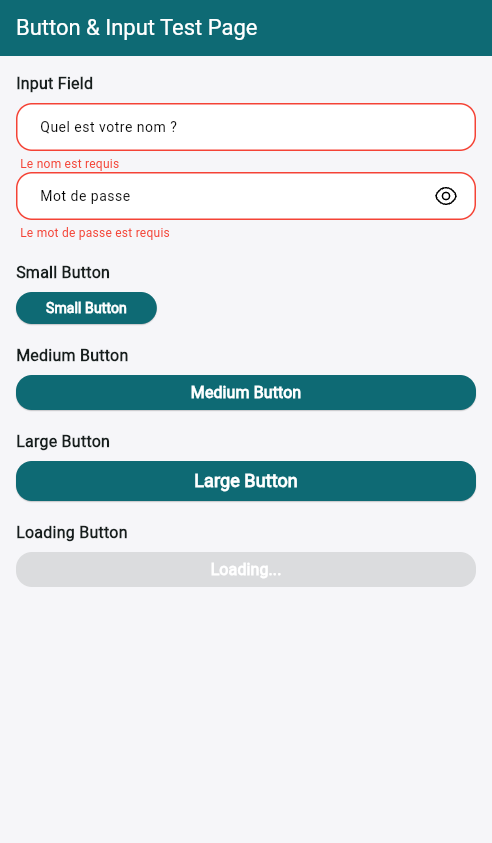 Button & Input Test Page
Input Field
Quel est votre nom ?
Le nom est requis
Mot de passe
Le mot de passe est requis
Small Button
Small Button
Medium Button
Medium Button
Large Button
Large Button
Loading Button
Loading...